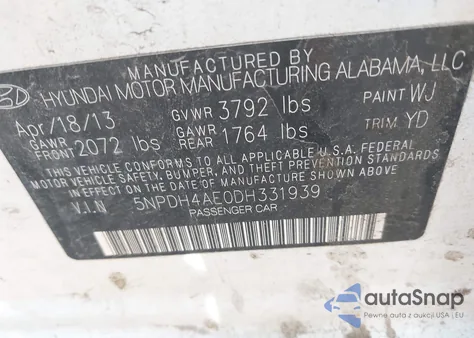 MANUFACTURED BY
HYUNDAI MOTOR MANUFACTURING ALABAMA, LLC
Apr/18/13 GVWR 3792 lbs PAINT WJ
GAWR FRONT 2072 lbs GAWR REAR 1764 lbs TRIM YD
THIS VEHICLE CONFORMS TO ALL APPLICABLE U.S.A. FEDERAL
MOTOR VEHICLE SAFETY, BUMPER, AND THEFT PREVENTION
STANDARDS IN EFFECT ON THE DATE OF MANUFACTURE SHOWN ABOVE.
V.I.N 5NPDH4AE0DH331939
PASSENGER CAR
autoSnap
Pewne auta z aukcji USA i EU